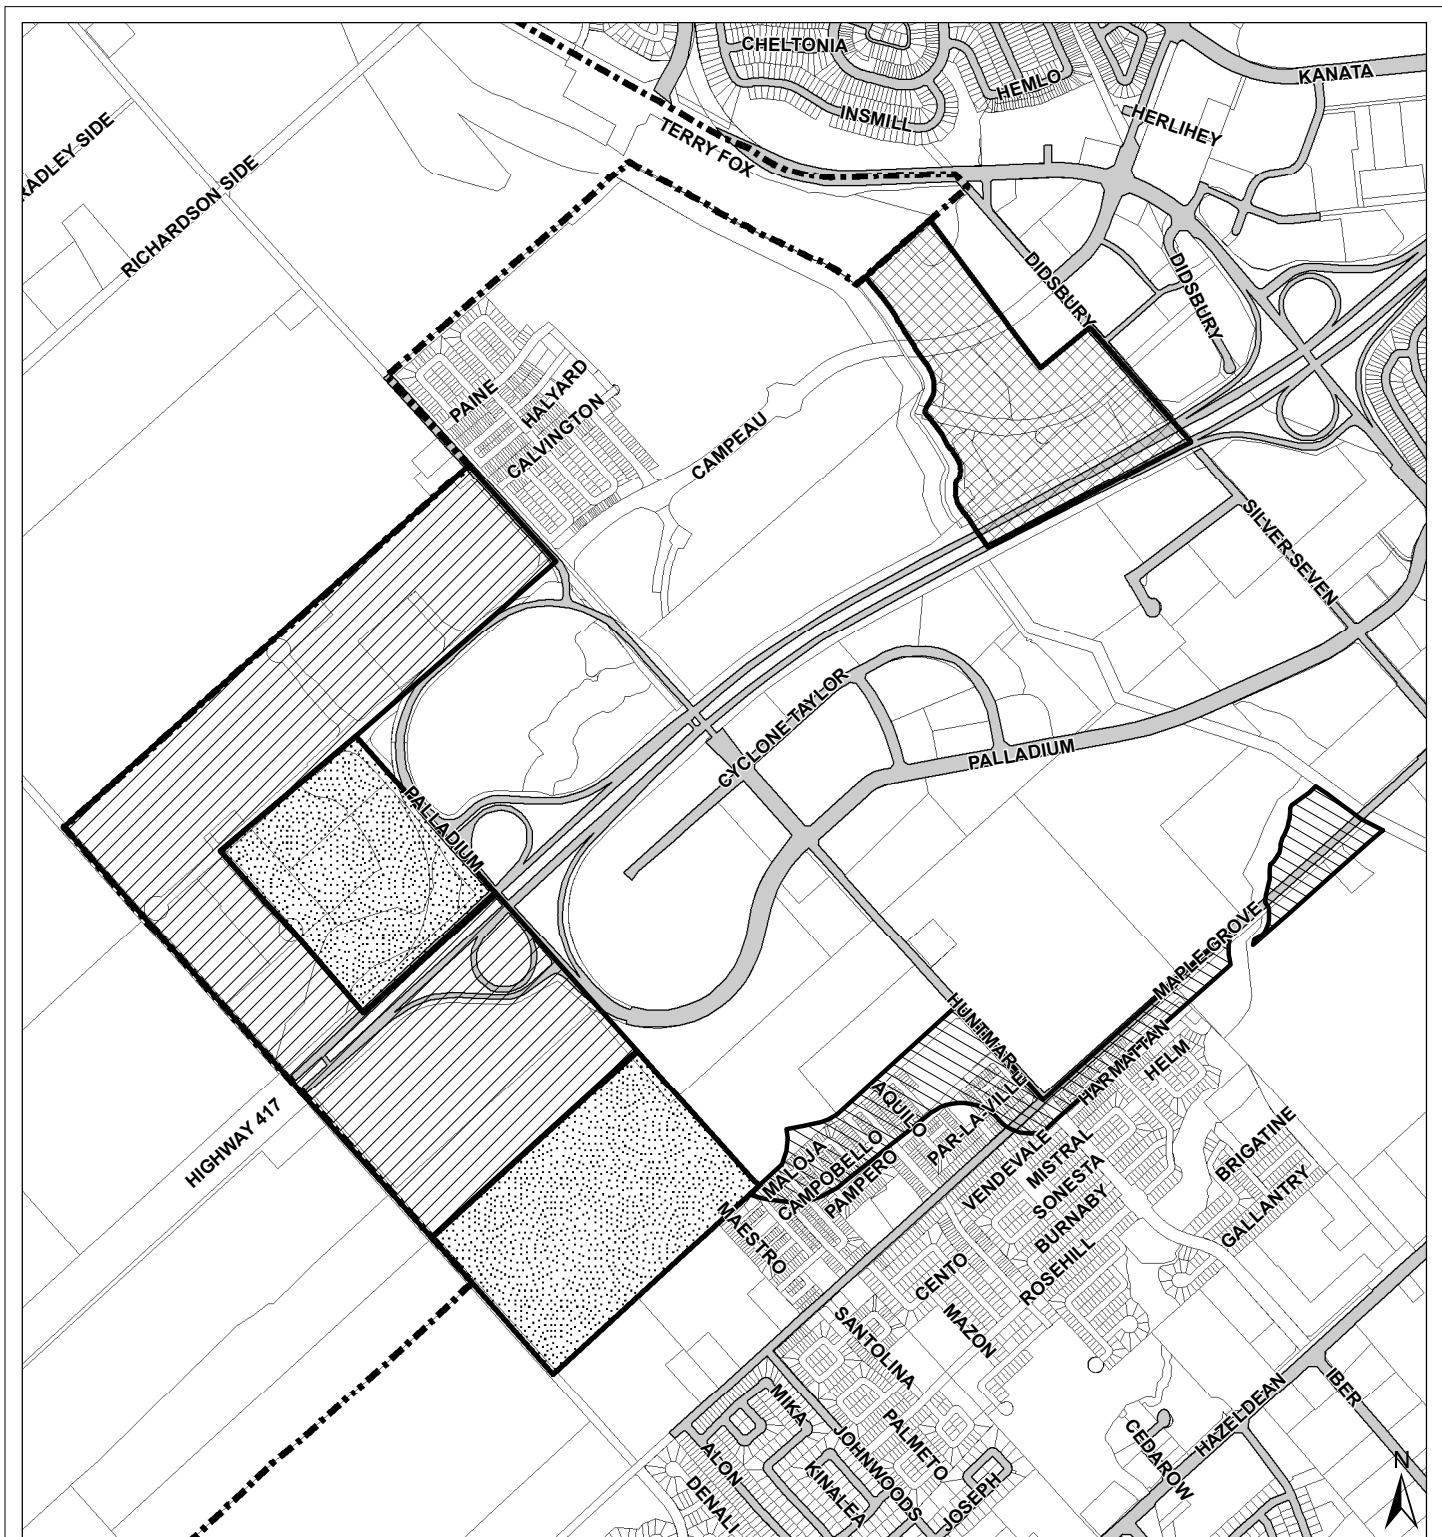 CHELTONIA
KANATA
HEMLO
INSMILL
HERLIHEY
TERRY FOX
RADLEY SIDE
RICHARDSON SIDE
DIDSBURY
DIDSBURY
PAINE
HALYARD
CALVINGTON
CAMPEAU
SILVER SEVEN
CYCLONE TAYLOR
PALLADIUM
PALLADIUM
MAPLE GROVE
HUNTMAR
HARMATTAN
HELM
HIGHWAY 417
AQUILO
PAR-LA-VILLE
MALOJA
CAMPOBELLO
PAMPERO
VENDEVALE
MISTRAL
SONESTA
BURNABY
ROSEHILL
BRIGATINE
GALLANTRY
MAESTRO
CENTO
MAZON
SANTOLINA
MIKA
JOHNWOODS
PALMETO
ALON
KINALEA
JOSEPH
DENALI
CEDAROW
HAZELDEAN
IBER
N